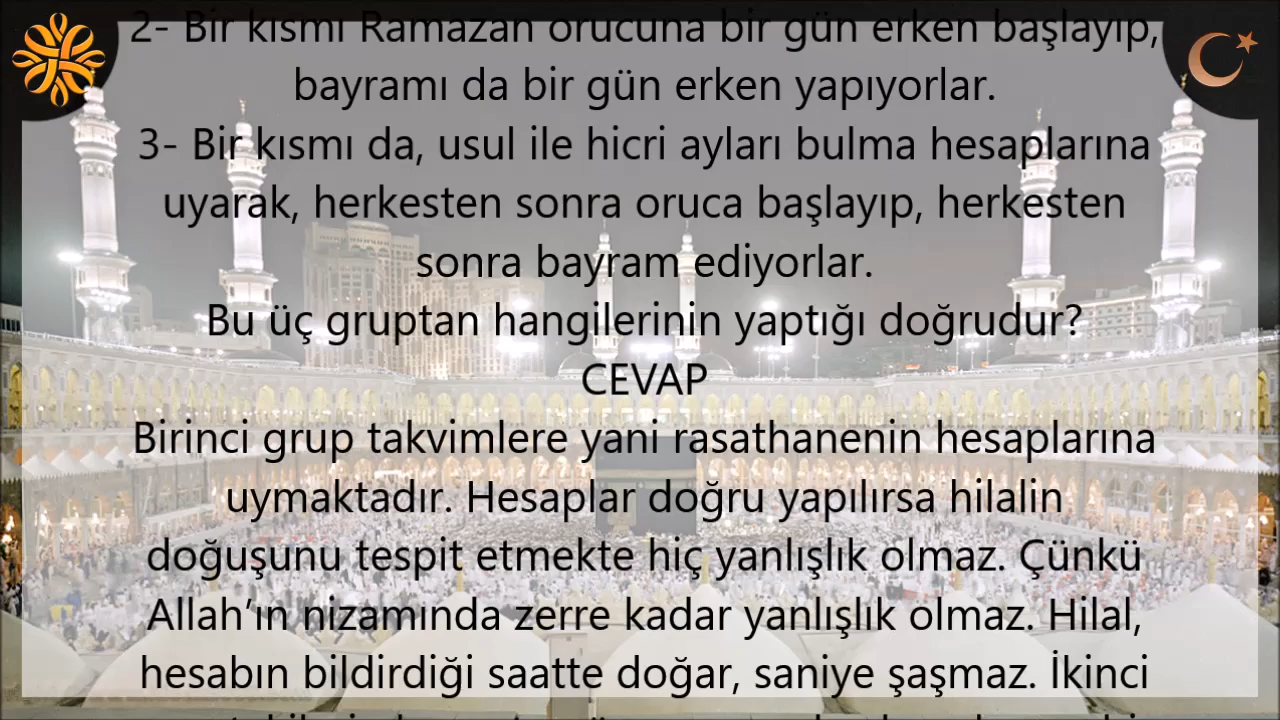 2- Bir kısmı Ramazan orucuna bir gün erken başlayıp,
bayramı da bir gün erken yapıyorlar.
3- Bir kısmı da, usul ile hicri ayları bulma hesaplarına
uyarak, herkesten sonra oruca başlayıp, herkesten
sonra bayram ediyorlar.
Bu üç gruptan hangilerinin yaptığı doğrudur?
CEVAP
Birinci grup takvimlere yani rasathanenin hesaplarına
uymaktadır. Hesaplar doğru yapılırsa hilalin
doğuşunu tespit etmekte hiç yanlışlık olmaz. Çünkü
Allah’ın nizamında zerre kadar yanlışlık olmaz. Hilal,
hesabın bildirdiği saatte doğar, saniye şaşmaz. İkinci